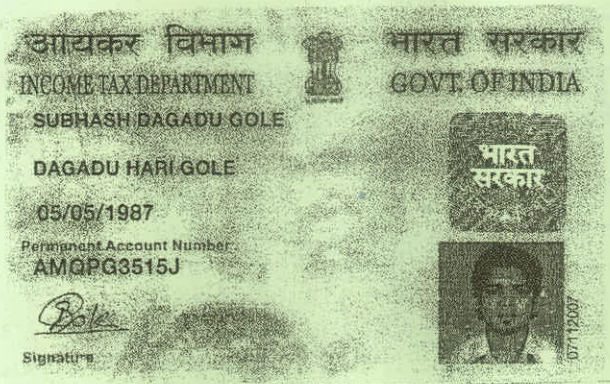 आयकर विभाग
भारत सरकार
INCOME TAX DEPARTMENT
GOVT. OF INDIA
SUBHASH DAGADU GOLE
DAGADU HARI GOLE
05/05/1987
Permanent Account Number
AMQPG3515J
Signature
भारत
सरकार
07112007